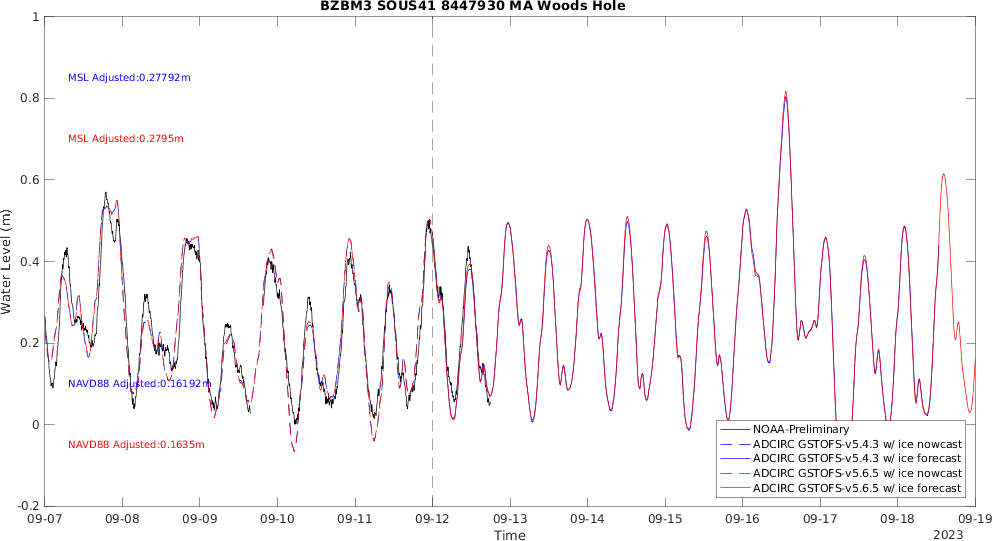 BZBM3 SOUS41 8447930 MA Woods Hole
1
0.8
0.6
0.4
0.2
0
-0.2
Water Level (m)
MSL Adjusted:0.27792m
MSL Adjusted:0.2795m
NAVD88 Adjusted:0.16192m
NAVD88 Adjusted:0.1635m
NOAA-Preliminary
ADCIRC GSTOFS-v5.4.3 w/ ice nowcast
ADCIRC GSTOFS-v5.4.3 w/ ice forecast
ADCIRC GSTOFS-v5.6.5 w/ ice nowcast
ADCIRC GSTOFS-v5.6.5 w/ ice forecast
09-07 09-08 09-09 09-10 09-11 09-12 09-13 09-14 09-15 09-16 09-17 09-18 09-19
Time
2023